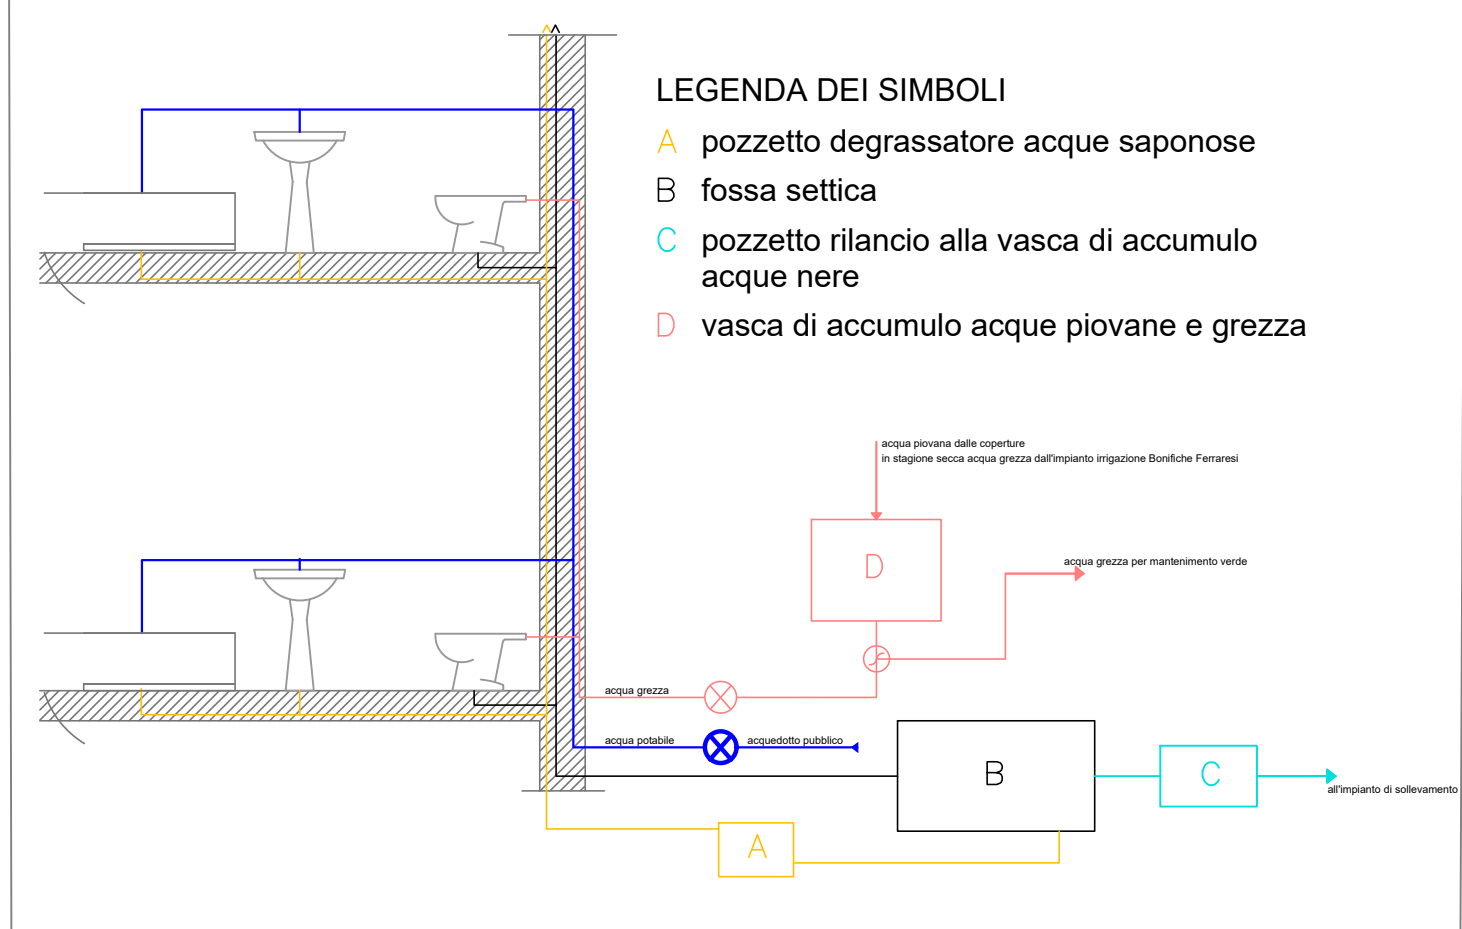 LEGENDA DEI SIMBOLI
A pozzetto degrassatore acque saponose
B fossa settica
C pozzetto rilancio alla vasca di accumulo
acque nere
D vasca di accumulo acque piovane e grezza
acqua piovana dalle coperture
in stagione secca acqua grezza dall'impianto irrigazione Bonifiche Ferraresi
D
acqua grezza per mantenimento verde
acqua grezza
acqua potabile
acquedotto pubblico
B
C
all'impianto di sollevamento
A